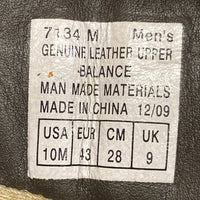 7134 M Men's
GENUINE LEATHER UPPER
BALANCE
MAN MADE MATERIALS
MADE IN CHINA 12/09
USA EUR CM UK
10M 43 28 9